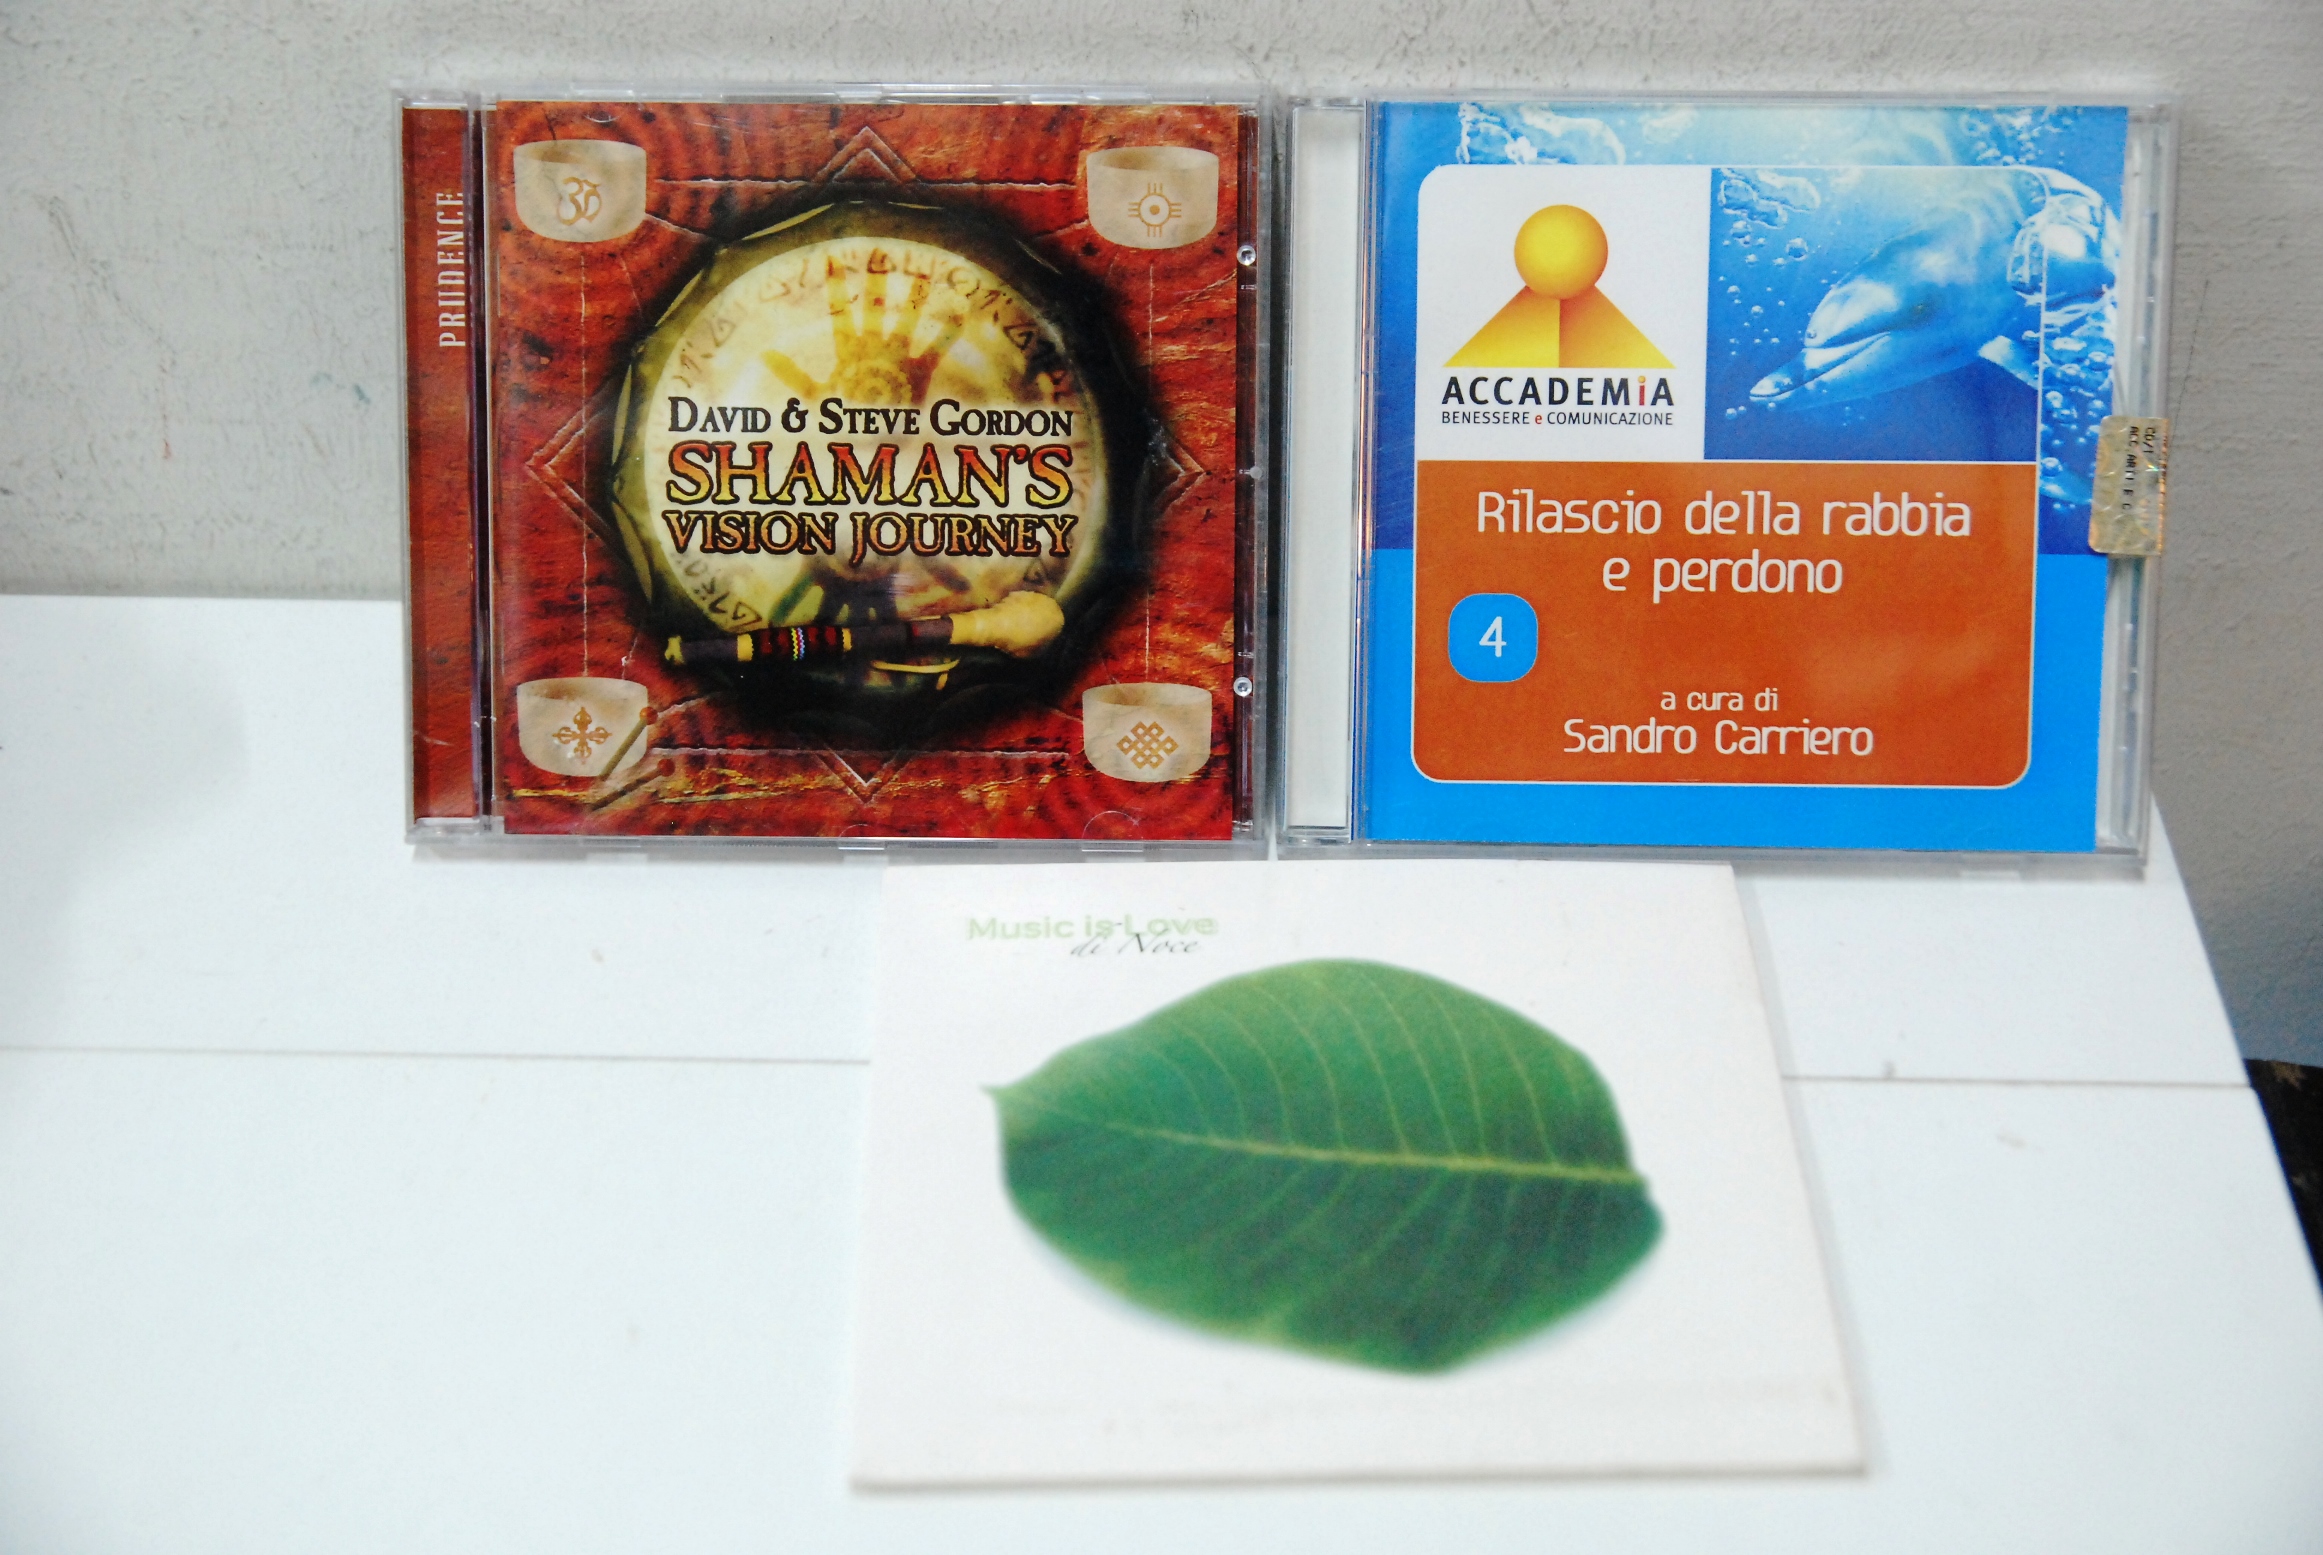 PRUDENCE
DAVID & STEVE GORDON
SHAMAN'S
VISION JOURNEY
ACCADEMiA
BENESSERE e COMUNICAZIONE
Rilascio della rabbia
e perdono
4
a cura di
Sandro Carriero
Music is Love
di Noce